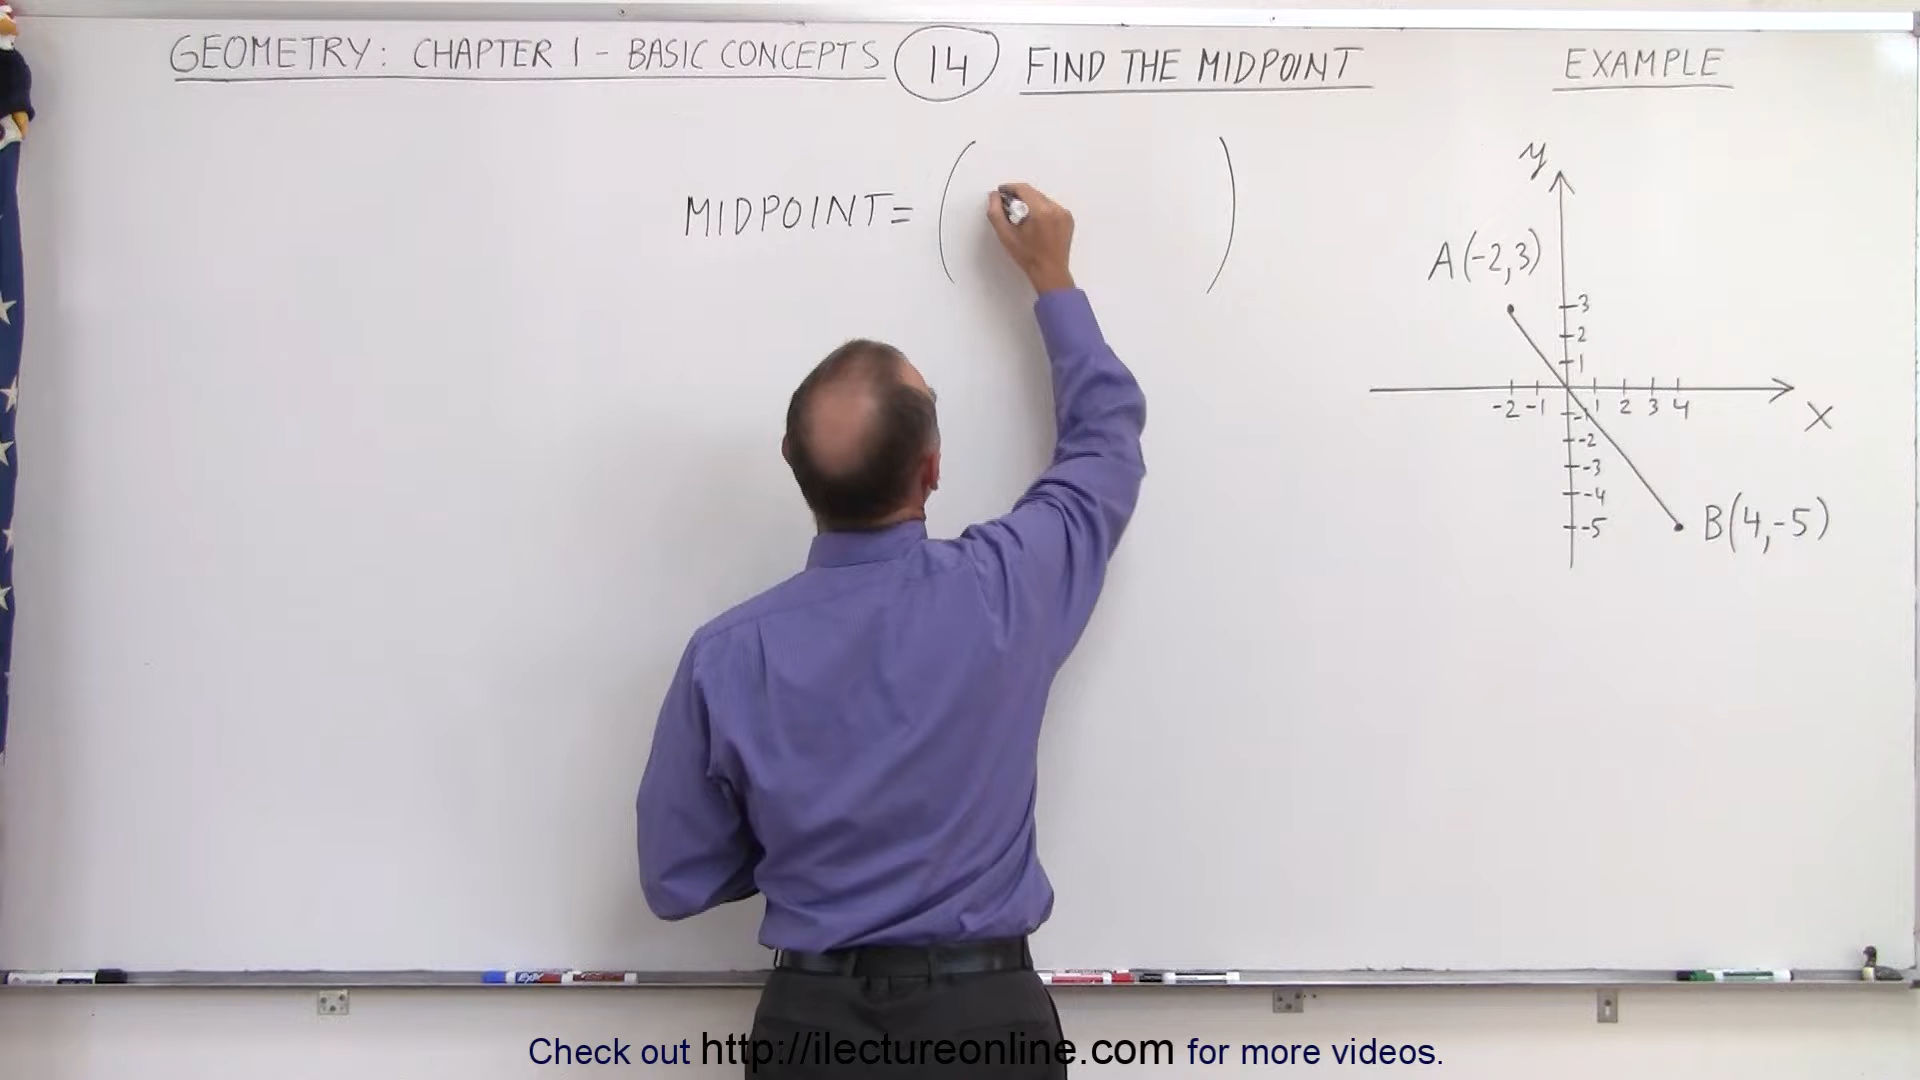 GEOMETRY: CHAPTER 1 - BASIC CONCEPTS 14 FIND THE MIDPOINT EXAMPLE
MIDPOINT= ( )
y
A(-2,3)
3
2
1
-2 -1 1 2 3 4
x
-1
-2
-3
-4
-5
B(4,-5)
EXPO
Check out http://ilectureonline.com for more videos.